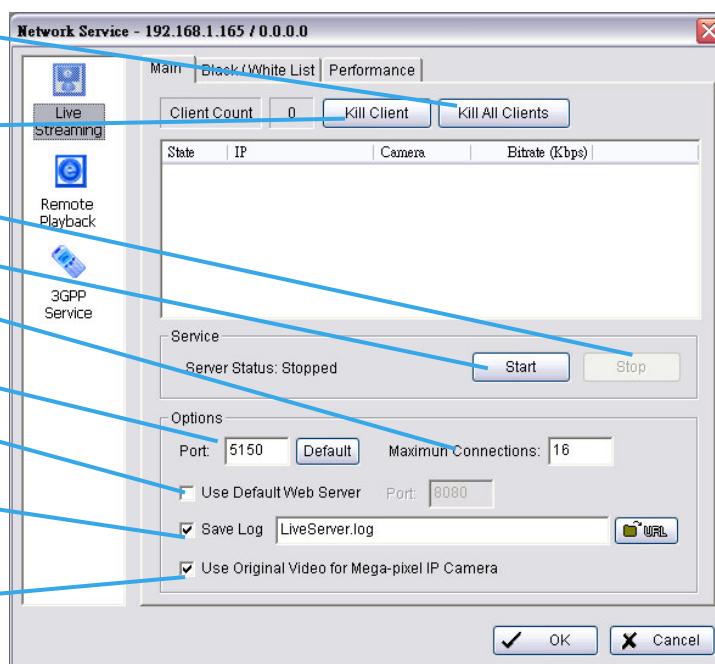 Network Service - 192.168.1.165 / 0.0.0.0
Live Streaming
Remote Playback
3GPP Service
Main Black / White List Performance
Client Count 0 Kill Client Kill All Clients
State IP Camera Bitrate (Kbps)
Service
Server Status: Stopped Start Stop
Options
Port: 5150 Default Maximun Connections: 16
Use Default Web Server Port: 8080
Save Log LiveServer.log URL
Use Original Video for Mega-pixel IP Camera
OK Cancel